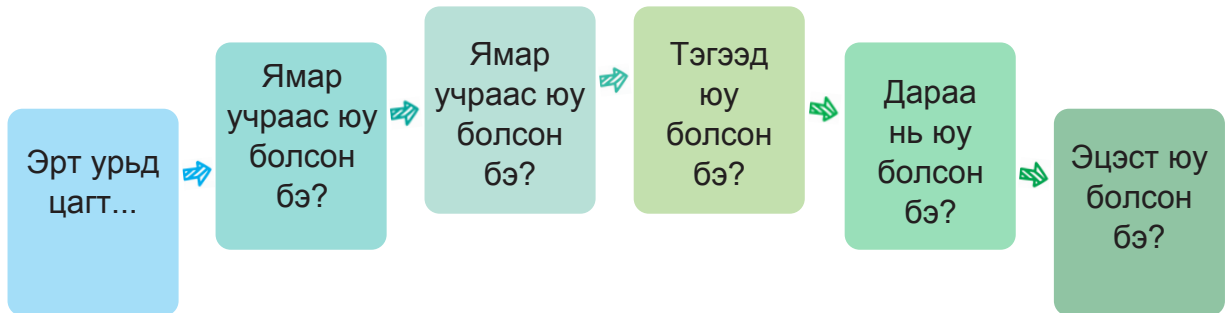 Эрт урьд
цагт...
Ямар
учраас юу
болсон
бэ?
Ямар
учраас юу
болсон
бэ?
Тэгээд
юу
болсон
бэ?
Дараа
нь юу
болсон
бэ?
Эцэст юу
болсон
бэ?